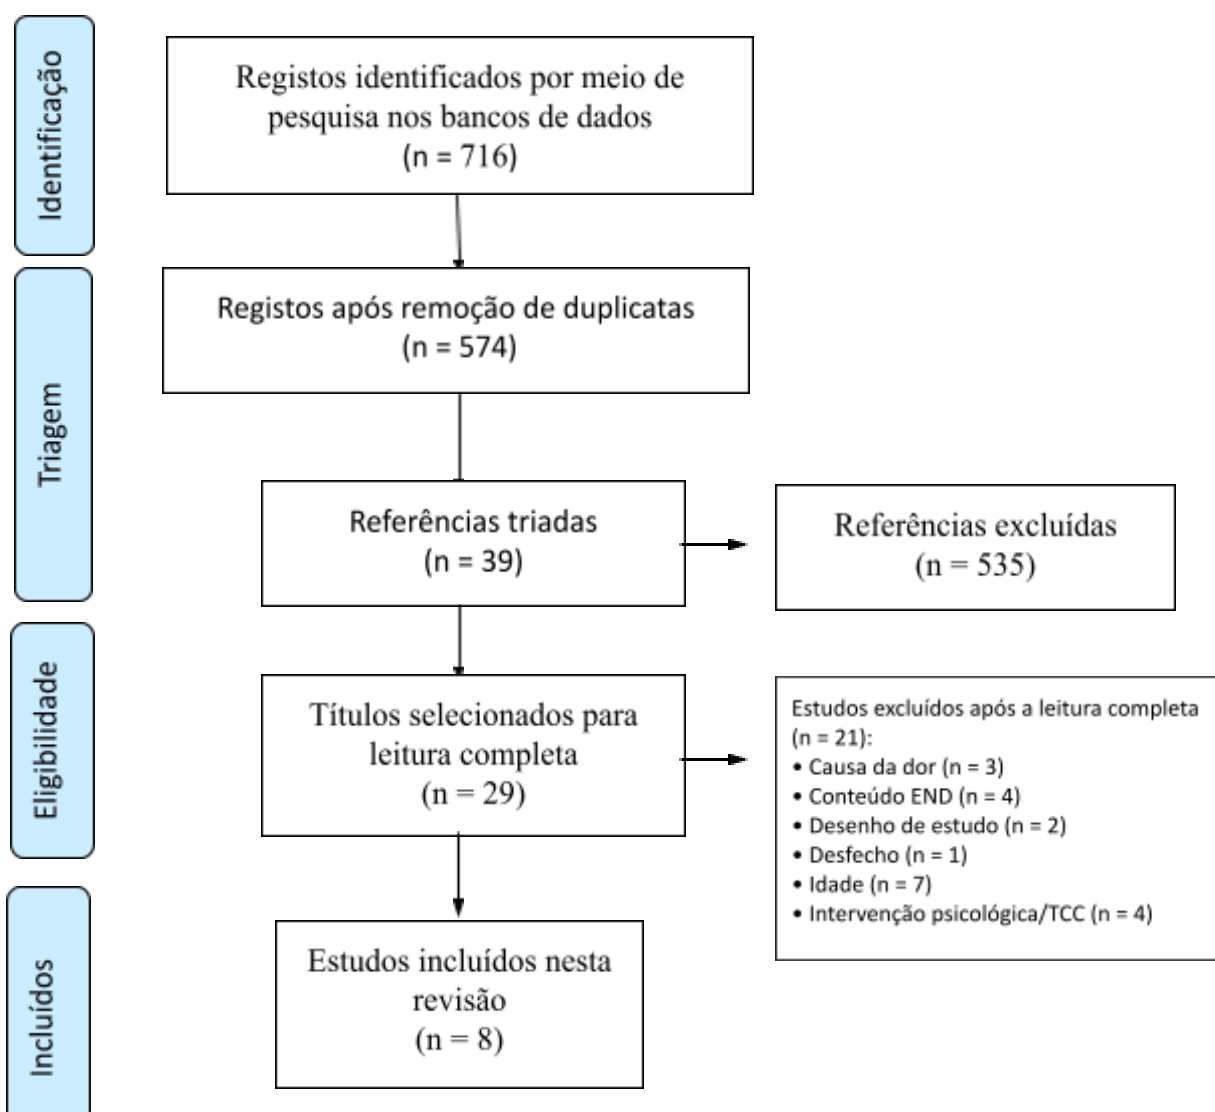 Identificação
Registos identificados por meio de
pesquisa nos bancos de dados
(n = 716)
Triagem
Registos após remoção de duplicatas
(n = 574)
Referências triadas
(n = 39)
Referências excluídas
(n = 535)
Eligibilidade
Títulos selecionados para
leitura completa
(n = 29)
Estudos excluídos após a leitura completa
(n = 21):
• Causa da dor (n = 3)
• Conteúdo END (n = 4)
• Desenho de estudo (n = 2)
• Desfecho (n = 1)
• Idade (n = 7)
• Intervenção psicológica/TCC (n = 4)
Incluídos
Estudos incluídos nesta
revisão
(n = 8)